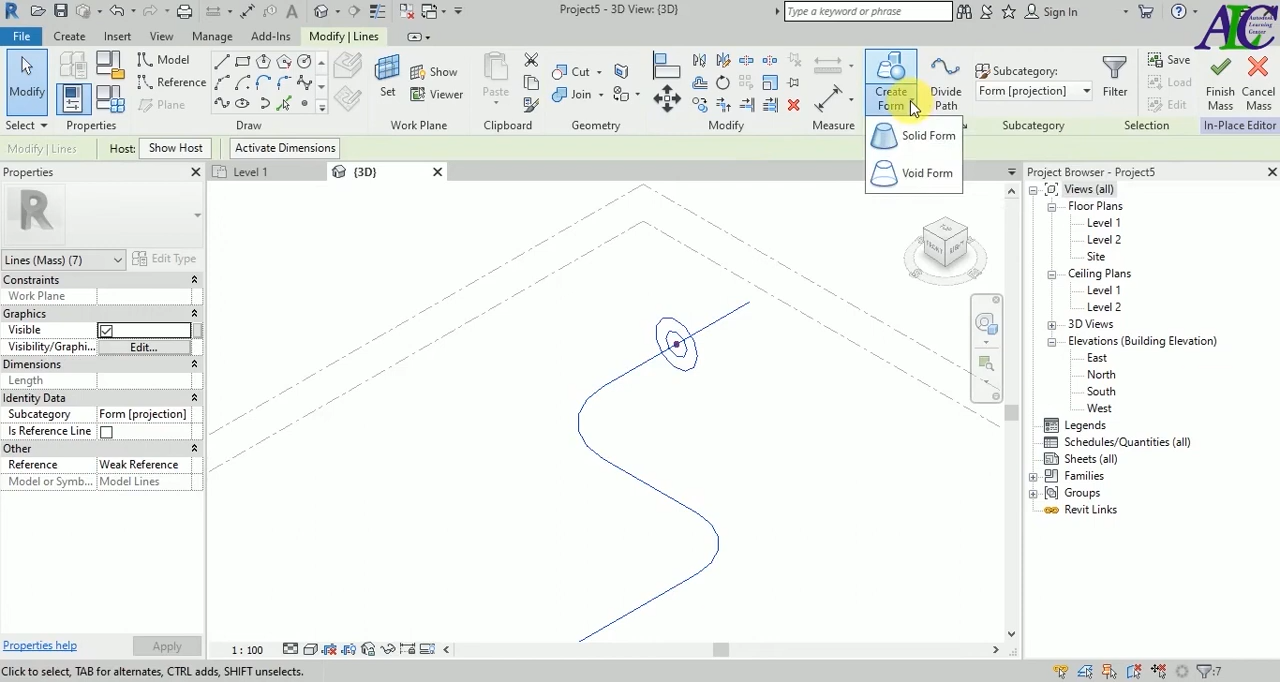 Project5 - 3D View: {3D}
Type a keyword or phrase
Sign In
ALC
Autodesk
Learning
Center
File
Create
Insert
View
Manage
Add-Ins
Modify | Lines
Modify
Model
Reference
Plane
Set
Show
Viewer
Paste
Cut
Join
Create
Form
Divide
Path
Subcategory:
Form [projection]
Filter
Save
Load
Edit
Finish
Mass
Cancel
Mass
Select
Properties
Draw
Work Plane
Clipboard
Geometry
Modify
Measure
Subcategory
Selection
In-Place Editor
Solid Form
Void Form
Modify | Lines
Host:
Show Host
Activate Dimensions
Properties
Level 1
{3D}
Project Browser - Project5
R
Lines (Mass) (7)
Edit Type
Constraints
Work Plane
Graphics
Visible
Visibility/Graphi...
Edit...
Dimensions
Length
Identity Data
Subcategory
Form [projection]
Is Reference Line
Other
Reference
Weak Reference
Model or Symb...
Model Lines
Properties help
Apply
TOP
Views (all)
Floor Plans
Level 1
Level 2
Site
Ceiling Plans
Level 1
Level 2
3D Views
Elevations (Building Elevation)
East
North
South
West
Legends
Schedules/Quantities (all)
Sheets (all)
Families
Groups
Revit Links
1 : 100
Click to select, TAB for alternates, CTRL adds, SHIFT unselects.
:7